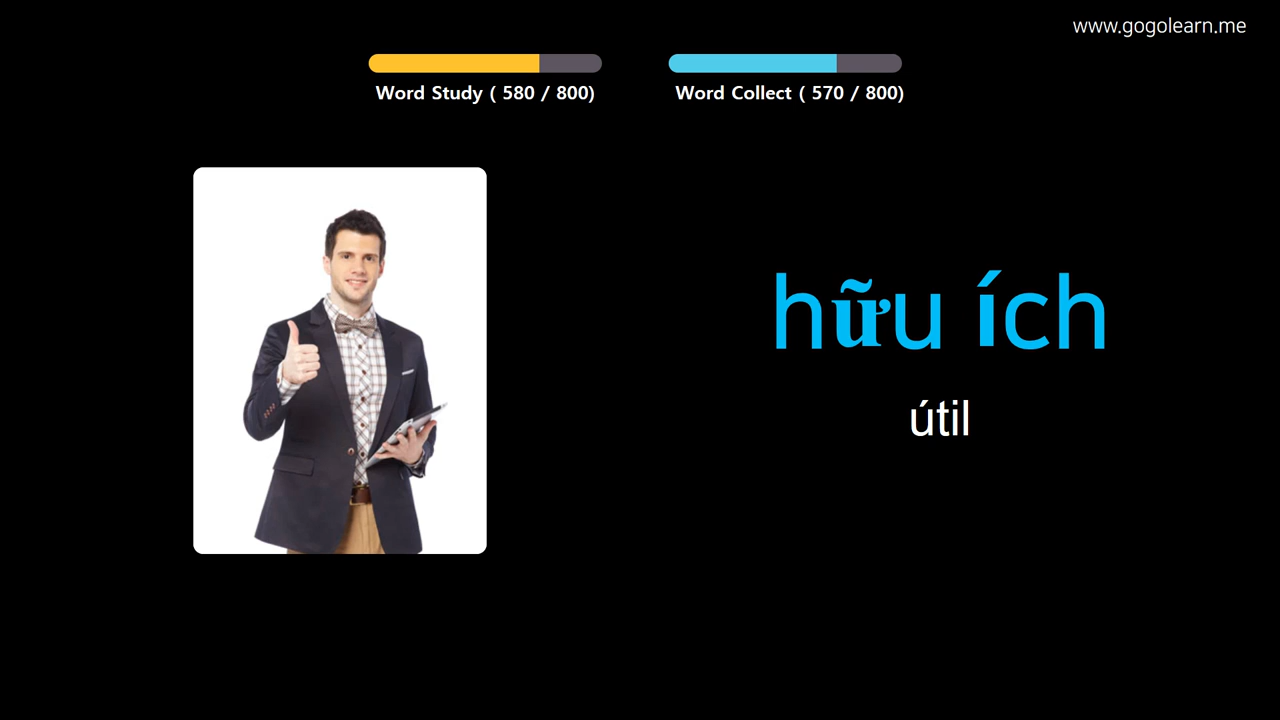 www.gogolearn.me
Word Study ( 580 / 800)
Word Collect ( 570 / 800)
hữu ích
útil